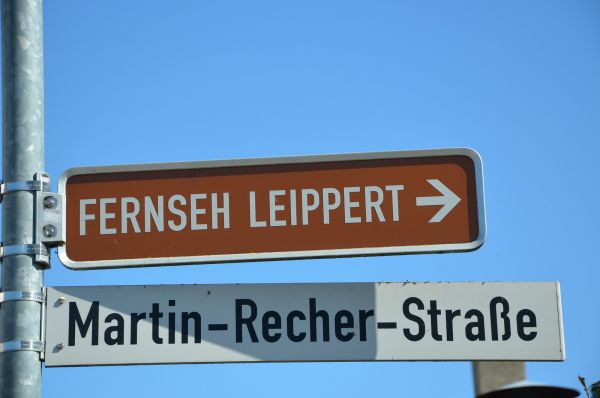 FERNSEH LEIPPERT →
Martin-Recher-Straße